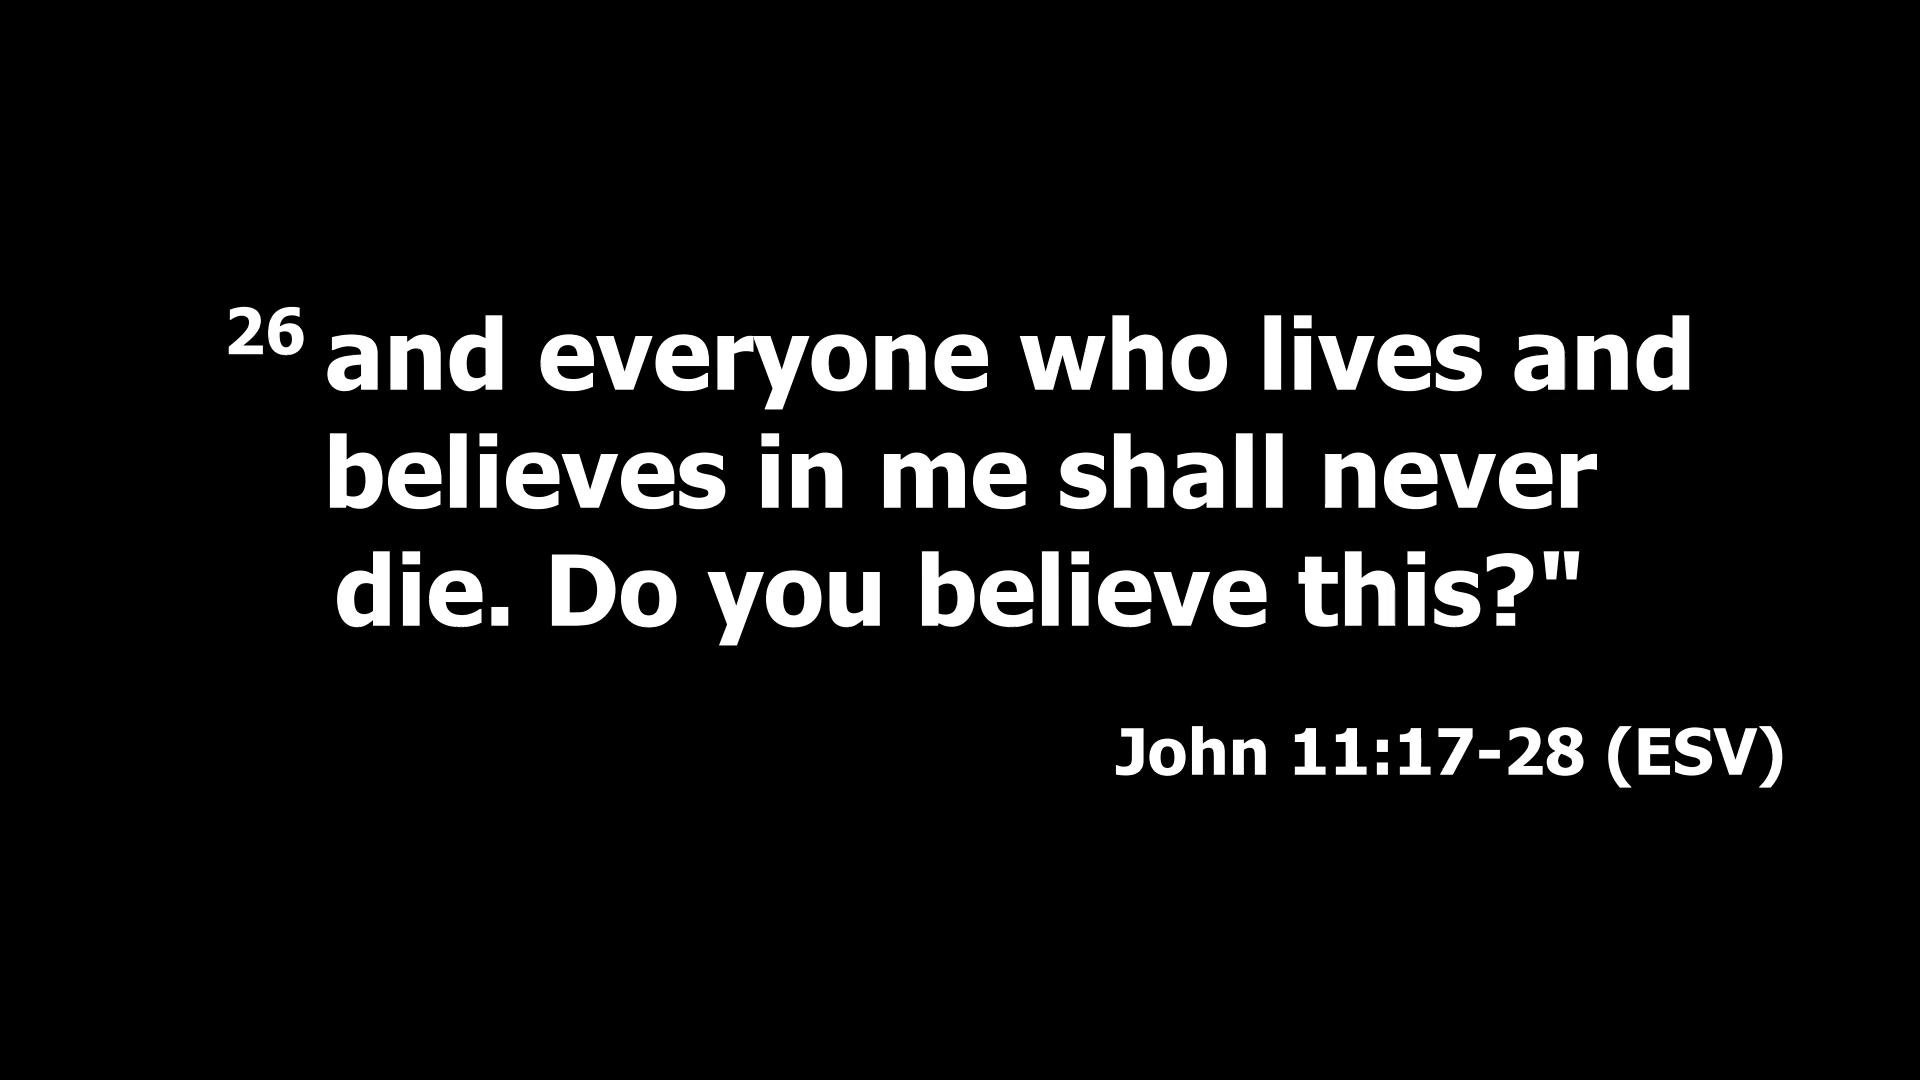 26 and everyone who lives and
believes in me shall never
die. Do you believe this?"
John 11:17-28 (ESV)